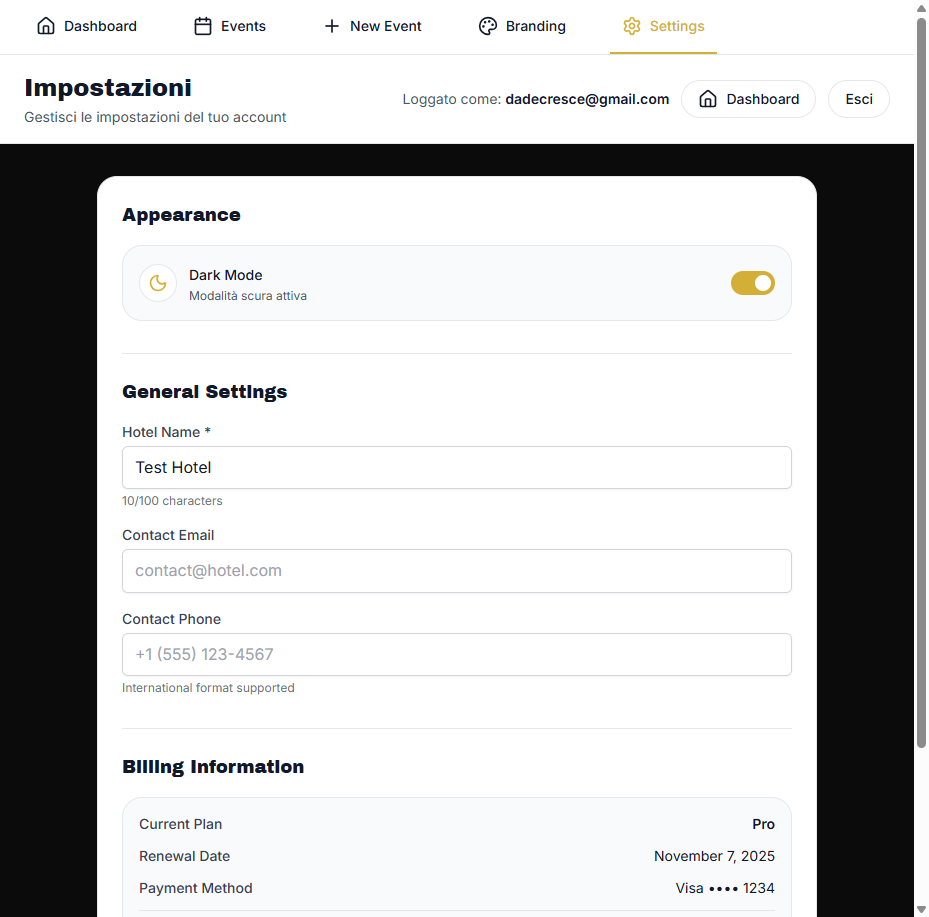 Dashboard
Events
New Event
Branding
Settings
Impostazioni
Gestisci le impostazioni del tuo account
Loggato come: dadecresce@gmail.com
Dashboard
Esci
Appearance
Dark Mode
Modalità scura attiva
General Settings
Hotel Name *
Test Hotel
10/100 characters
Contact Email
contact@hotel.com
Contact Phone
+1 (555) 123-4567
International format supported
Billing Information
Current Plan
Pro
Renewal Date
November 7, 2025
Payment Method
Visa •••• 1234